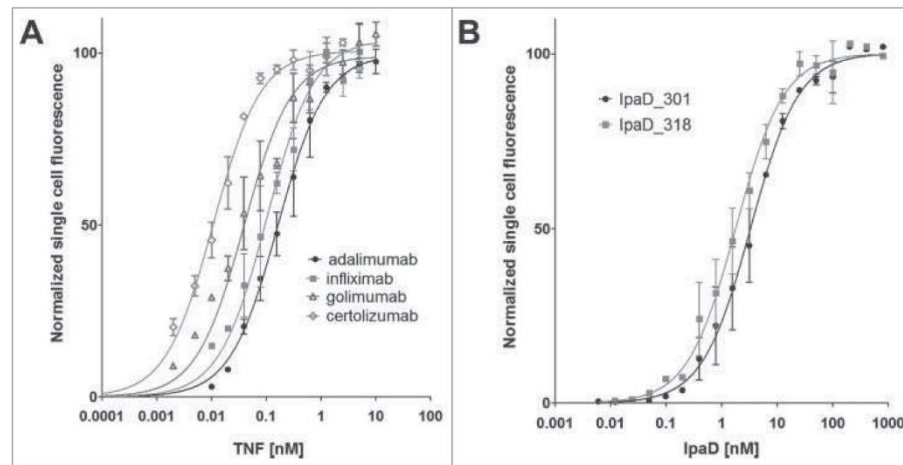 A
Normalized single cell fluorescence
100
50
0
adalimumab
infliximab
golimumab
certolizumab
0.0001 0.001 0.01 0.1 1 10 100
TNF [nM]
B
Normalized single cell fluorescence
100
50
0
IpaD_301
IpaD_318
0.001 0.01 0.1 1 10 100 1000
IpaD [nM]